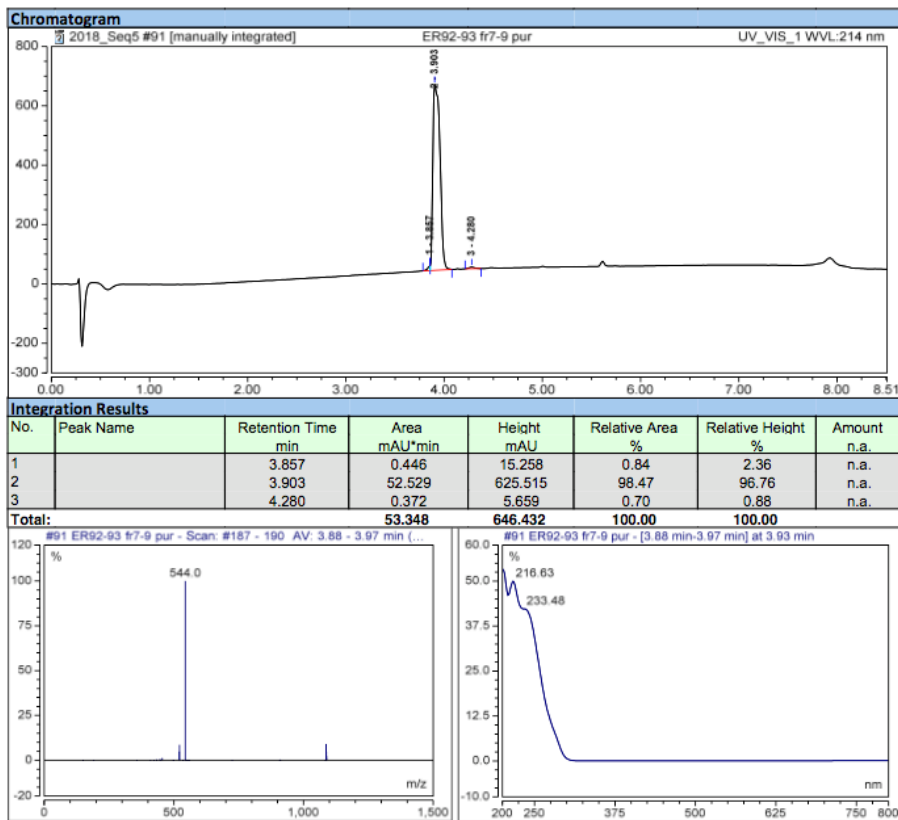 Chromatogram
2018_Seq5 #91 [manually integrated] ER92-93 fr7-9 pur UV_VIS_1 WVL:214 nm
800
600
400
200
0
-200
-300
2 - 3.903
1 - 3.857
3 - 4.280
0.00 1.00 2.00 3.00 4.00 5.00 6.00 7.00 8.00 8.51
Integration Results
No. Peak Name Retention Time Area Height Relative Area Relative Height Amount
min mAU*min mAU % % n.a.
1 3.857 0.446 15.258 0.84 2.36 n.a.
2 3.903 52.529 625.515 98.47 96.76 n.a.
3 4.280 0.372 5.659 0.70 0.88 n.a.
Total: 53.348 646.432 100.00 100.00
#91 ER92-93 fr7-9 pur - Scan: #187 - 190 AV: 3.88 - 3.97 min (...
120
%
100
544.0
75
50
25
0
-20
m/z
0 500 1,000 1,500
#91 ER92-93 fr7-9 pur - [3.88 min-3.97 min] at 3.93 min
60.0
%
50.0
216.63
233.48
37.5
25.0
12.5
0.0
-10.0
nm
200 250 375 500 625 800